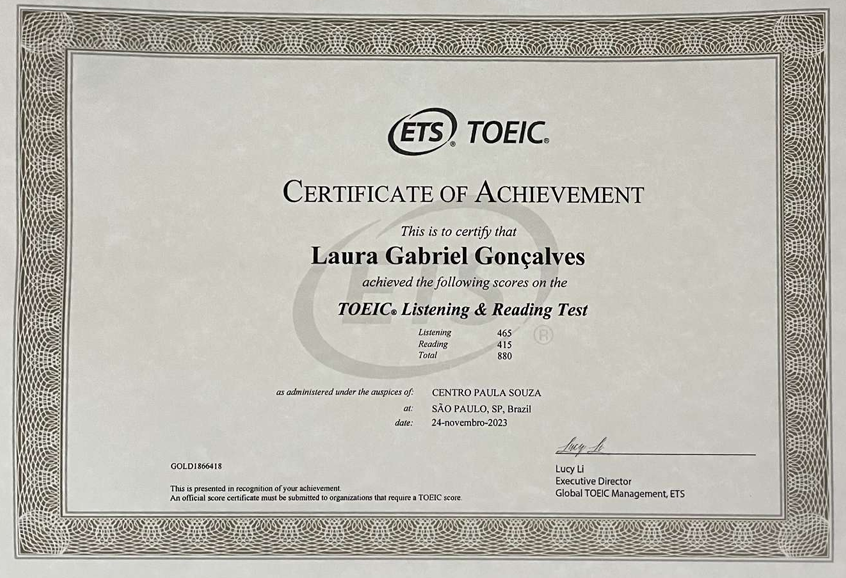 ETS® TOEIC®
CERTIFICATE OF ACHIEVEMENT
This is to certify that
Laura Gabriel Gonçalves
achieved the following scores on the
TOEIC® Listening & Reading Test
Listening 465
Reading 415
Total 880
ETS®
as administered under the auspices of: CENTRO PAULA SOUZA
at: SÃO PAULO, SP, Brazil
date: 24-novembro-2023
Lucy Li
GOLD1866418
Lucy Li
Executive Director
Global TOEIC Management, ETS
This is presented in recognition of your achievement.
An official score certificate must be submitted to organizations that require a TOEIC score.